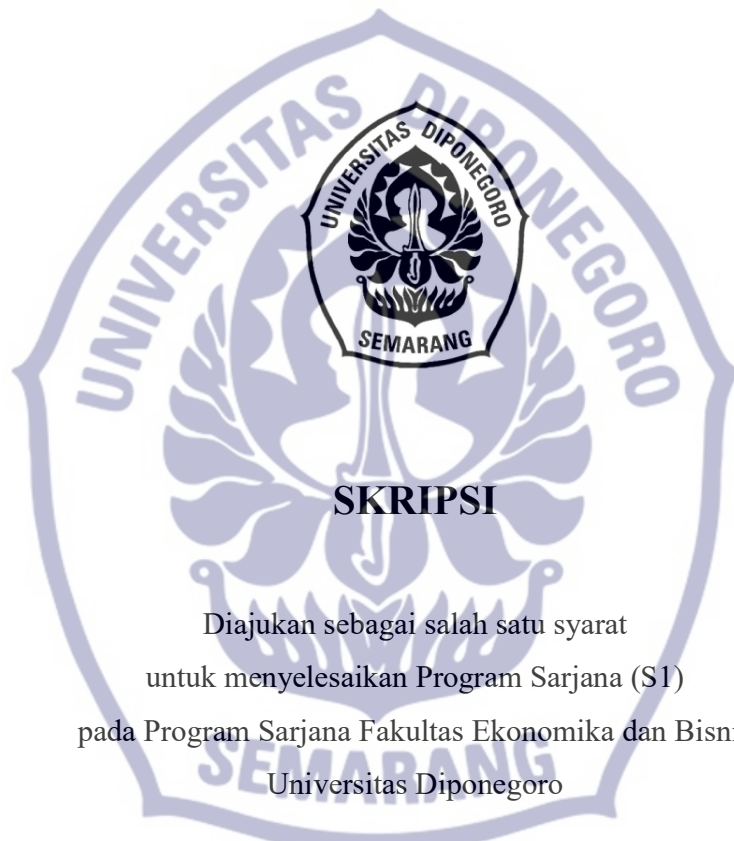 UNIVERSITAS DIPONEGORO
SEMARANG
UNIVERSITAS DIPONEGORO
SEMARANG
SKRIPSI
Diajukan sebagai salah satu syarat
untuk menyelesaikan Program Sarjana (S1)
pada Program Sarjana Fakultas Ekonomika dan Bisni
Universitas Diponegoro